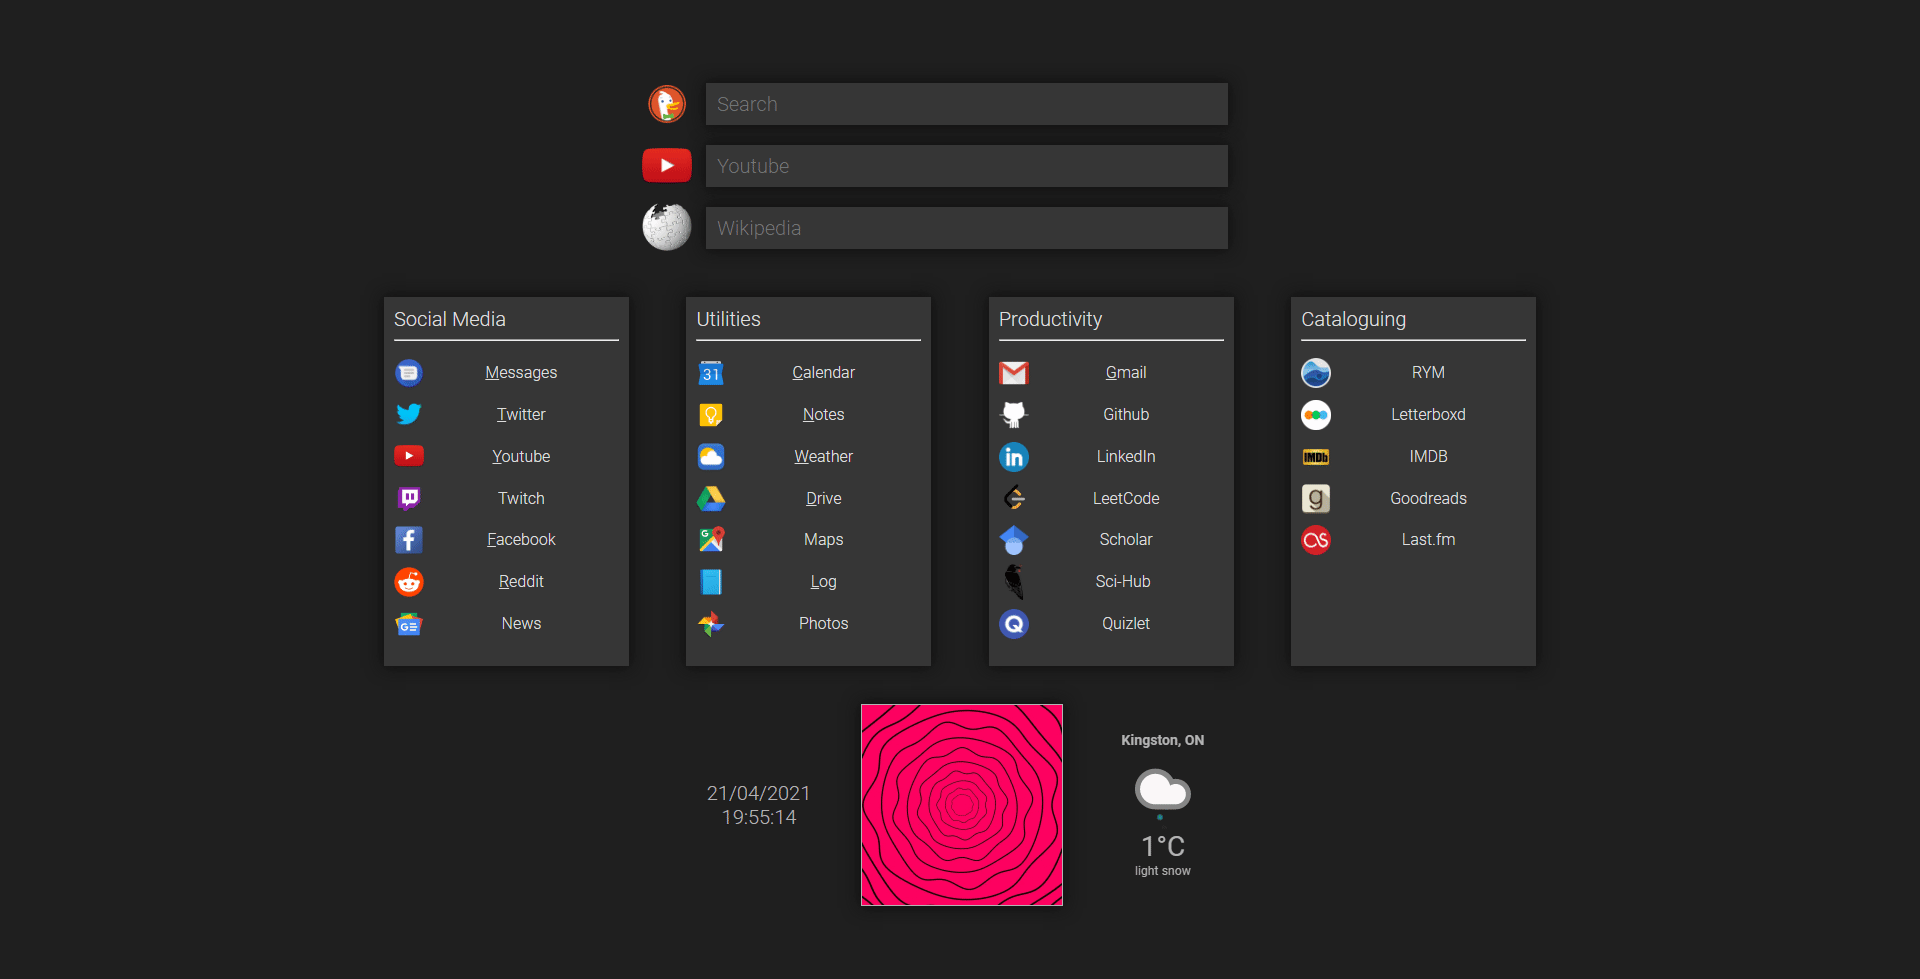 Search
Youtube
Wikipedia
Social Media
Messages
Twitter
Youtube
Twitch
Facebook
Reddit
GE News
Utilities
31 Calendar
Notes
Weather
Drive
G Maps
Log
Photos
Productivity
Gmail
Github
in LinkedIn
LeetCode
Scholar
Sci-Hub
Q Quizlet
Cataloguing
RYM
Letterboxd
IMDb IMDB
g Goodreads
Last.fm
21/04/2021
19:55:14
Kingston, ON
1°C
light snow